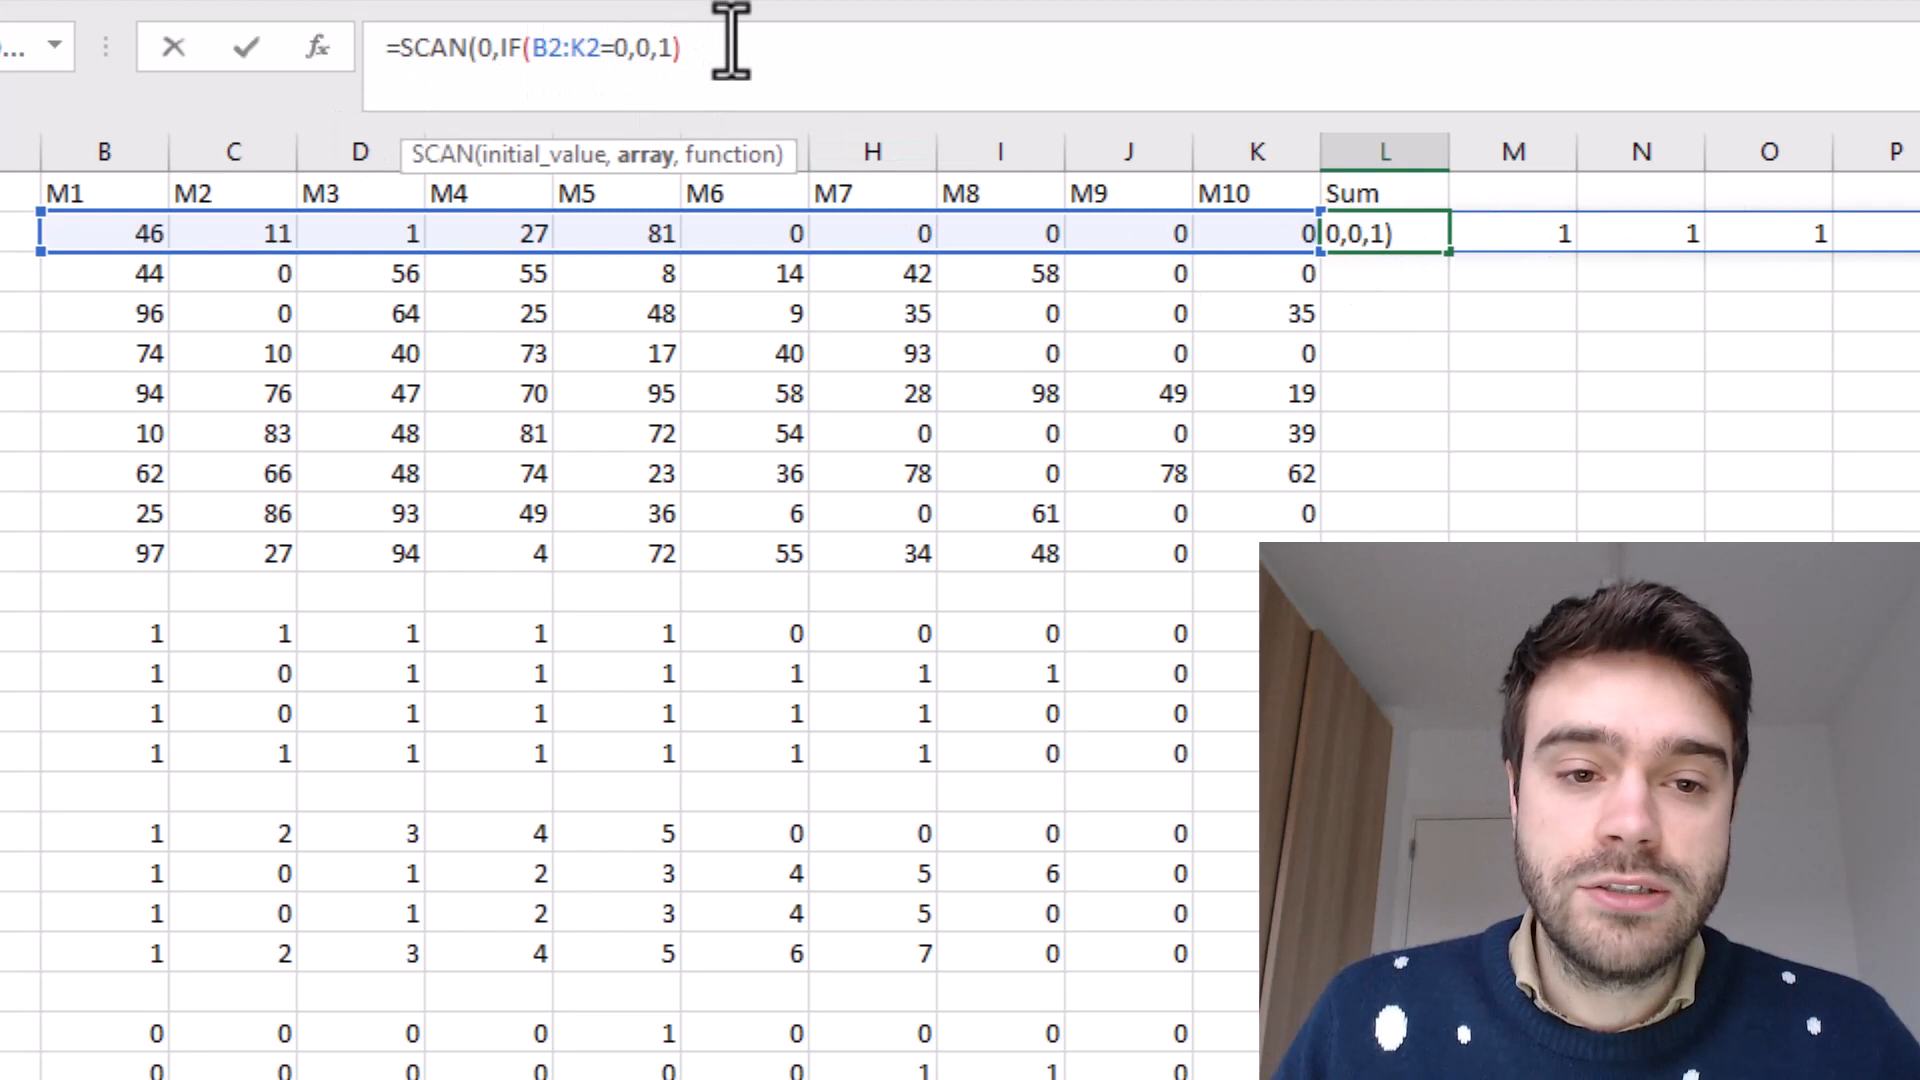 ... =SCAN(0,IF(B2:K2=0,0,1)
B C D H I J K L M N O P
SCAN(initial_value, array, function)
M1 M2 M3 M4 M5 M6 M7 M8 M9 M10 Sum
46 11 1 27 81 0 0 0 0 0 0,0,1) 1 1 1
44 0 56 55 8 14 42 58 0 0
96 0 64 25 48 9 35 0 0 35
74 10 40 73 17 40 93 0 0 0
94 76 47 70 95 58 28 98 49 19
10 83 48 81 72 54 0 0 0 39
62 66 48 74 23 36 78 0 78 62
25 86 93 49 36 6 0 61 0 0
97 27 94 4 72 55 34 48 0
1 1 1 1 1 0 0 0 0
1 0 1 1 1 1 1 1 0
1 0 1 1 1 1 1 0 0
1 1 1 1 1 1 1 0 0
1 2 3 4 5 0 0 0 0
1 0 1 2 3 4 5 6 0
1 0 1 2 3 4 5 0 0
1 2 3 4 5 6 7 0 0
0 0 0 0 1 0 0 0 0
0 0 0 0 0 0 1 1 0